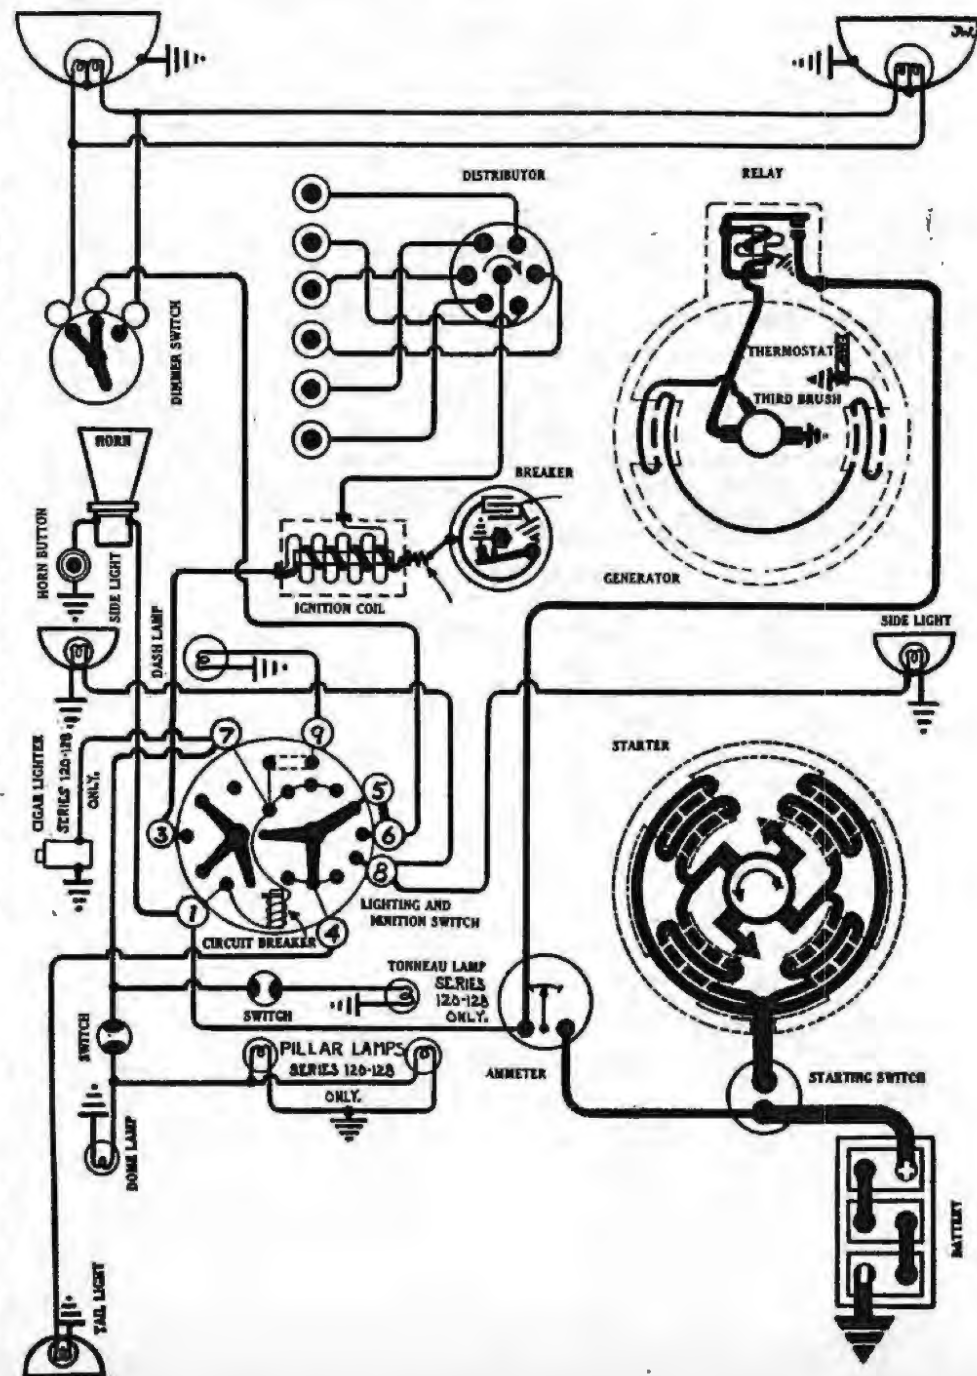 DISTRIBUTOR
RELAY
DIMMER SWITCH
THERMOSTAT
THIRD BRUSH
HORN
BREAKER
HORN BUTTON
SIDE LIGHT
IGNITION COIL
GENERATOR
DASH LAMP
SIDE LIGHT
STARTER
7
9
5
3
6
8
CIGAR LIGHTER
SERIES 120-128
ONLY.
1
4
LIGHTING AND
IGNITION SWITCH
CIRCUIT BREAKER
TONNEAU LAMP
SERIES
120-128
ONLY.
SWITCH
SWITCH
PILLAR LAMPS
SERIES 120-128
ONLY.
AMMETER
STARTING SWITCH
DOME LAMP
BATTERY
TAIL LIGHT